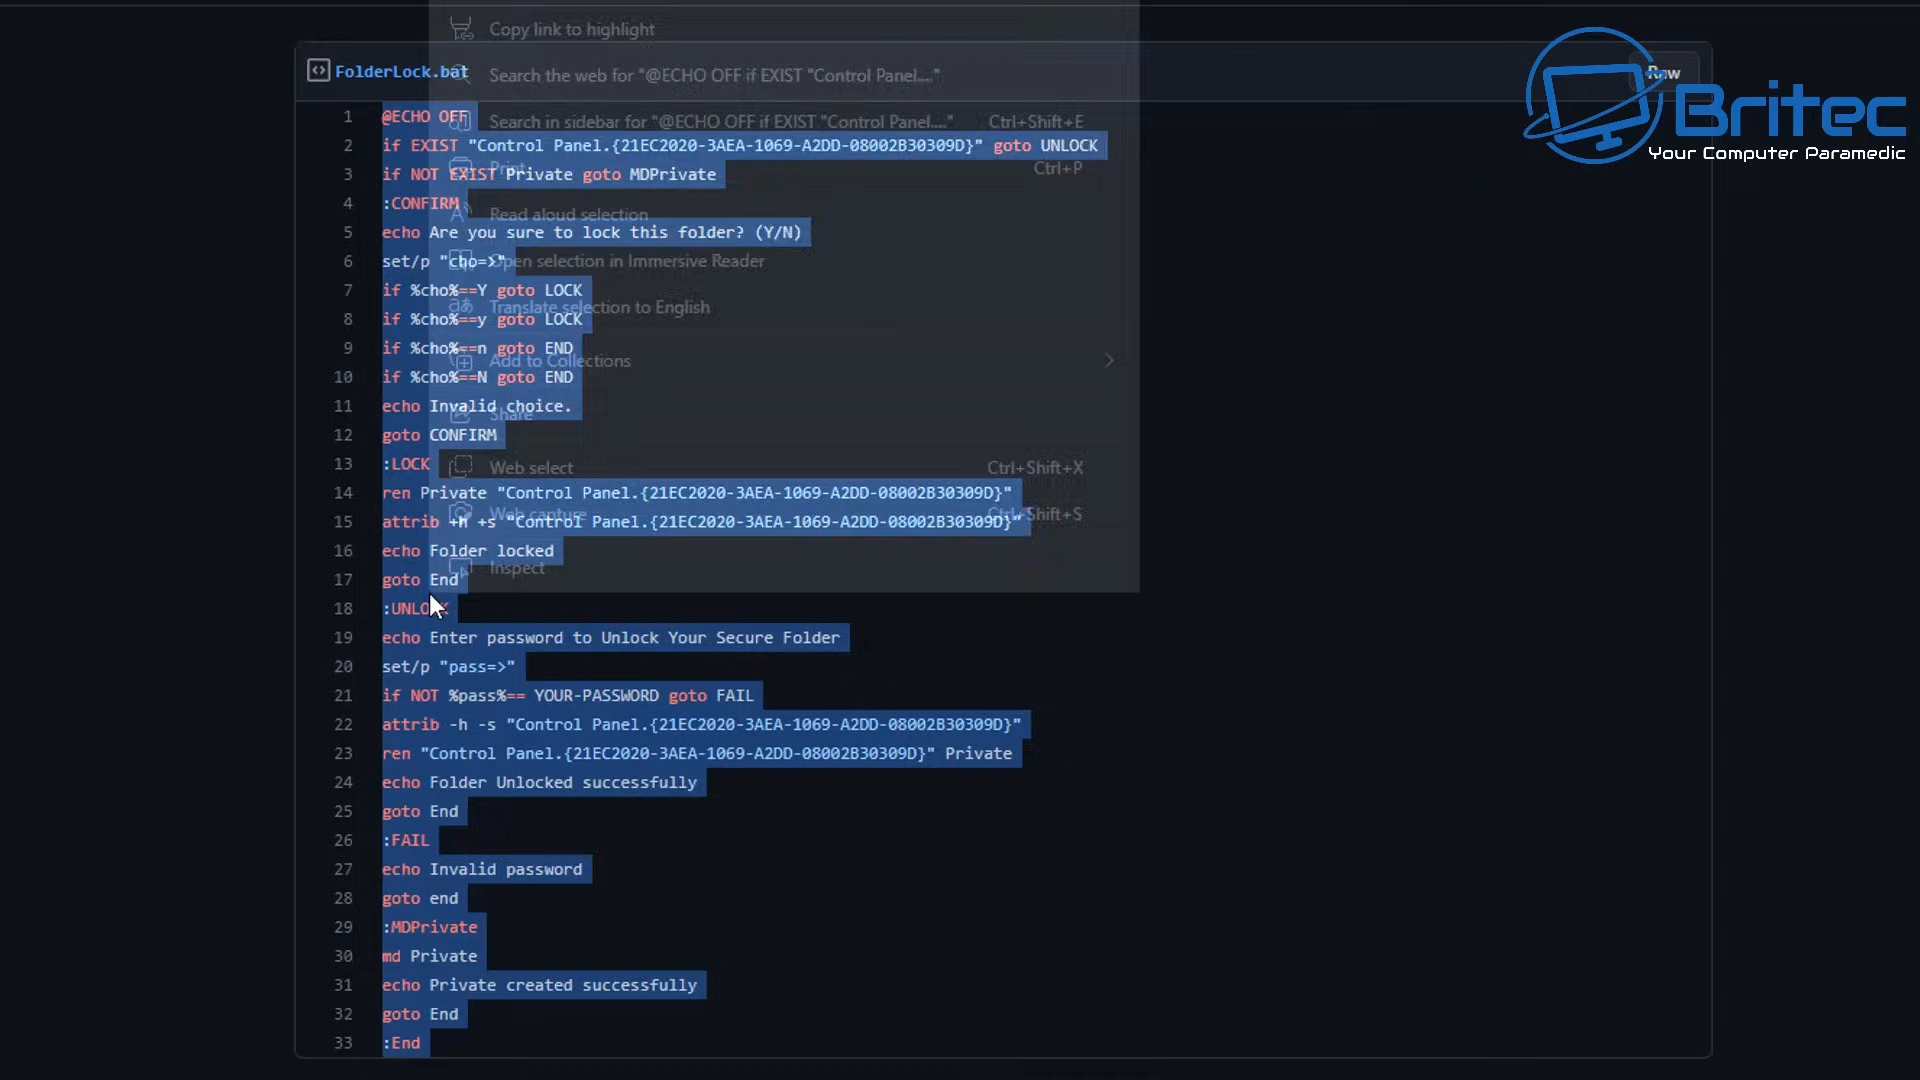 Copy link to highlight
FolderLock.bat
Search the web for "@ECHO OFF if EXIST "Control Panel...."
Raw
Britec
Your Computer Paramedic
Search in sidebar for "@ECHO OFF if EXIST "Control Panel...." Ctrl+Shift+E
1 @ECHO OFF
2 if EXIST "Control Panel.{21EC2020-3AEA-1069-A2DD-08002B30309D}" goto UNLOCK
Print Ctrl+P
3 if NOT EXIST Private goto MDPrivate
4 :CONFIRM
Read aloud selection
5 echo Are you sure to lock this folder? (Y/N)
6 set/p "cho=>"
Open selection in Immersive Reader
7 if %cho%==Y goto LOCK
Translate selection to English
8 if %cho%==y goto LOCK
9 if %cho%==n goto END
Add to Collections
10 if %cho%==N goto END
11 echo Invalid choice.
Share
12 goto CONFIRM
13 :LOCK
Web select Ctrl+Shift+X
14 ren Private "Control Panel.{21EC2020-3AEA-1069-A2DD-08002B30309D}"
Web capture Ctrl+Shift+S
15 attrib +h +s "Control Panel.{21EC2020-3AEA-1069-A2DD-08002B30309D}"
16 echo Folder locked
Inspect
17 goto End
18 :UNLOCK
19 echo Enter password to Unlock Your Secure Folder
20 set/p "pass=>"
21 if NOT %pass%== YOUR-PASSWORD goto FAIL
22 attrib -h -s "Control Panel.{21EC2020-3AEA-1069-A2DD-08002B30309D}"
23 ren "Control Panel.{21EC2020-3AEA-1069-A2DD-08002B30309D}" Private
24 echo Folder Unlocked successfully
25 goto End
26 :FAIL
27 echo Invalid password
28 goto end
29 :MDPrivate
30 md Private
31 echo Private created successfully
32 goto End
33 :End